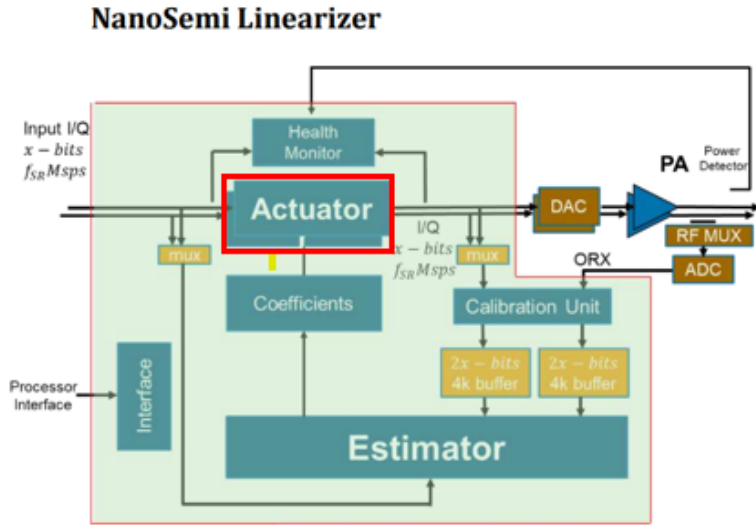 NanoSemi Linearizer
Input I/Q
x - bits
f_SR Msps
Health
Monitor
Power
Detector
PA
Actuator
DAC
I/Q
x - bits
f_SR Msps
RF MUX
mux
mux
ORX
ADC
Coefficients
Calibration Unit
2x - bits
4k buffer
2x - bits
4k buffer
Processor
Interface
Interface
Estimator